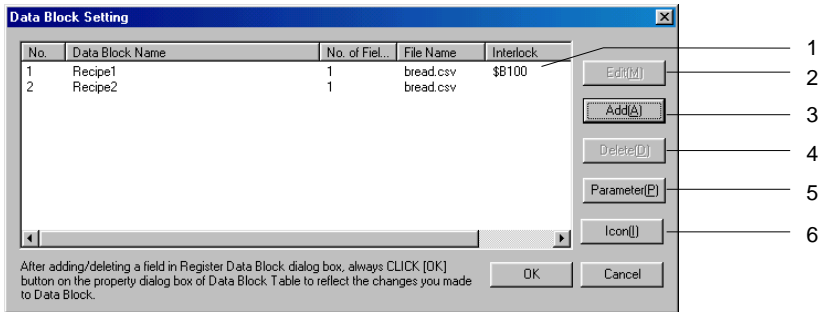 Data Block Setting
No. Data Block Name No. of Fiel... File Name Interlock
1 Recipe1 1 bread.csv $B100
2 Recipe2 1 bread.csv
Edit(M)
Add(A)
Delete(D)
Parameter(P)
Icon(I)
1
2
3
4
5
6
After adding/deleting a field in Register Data Block dialog box, always CLICK [OK]
button on the property dialog box of Data Block Table to reflect the changes you made
to Data Block.
OK Cancel